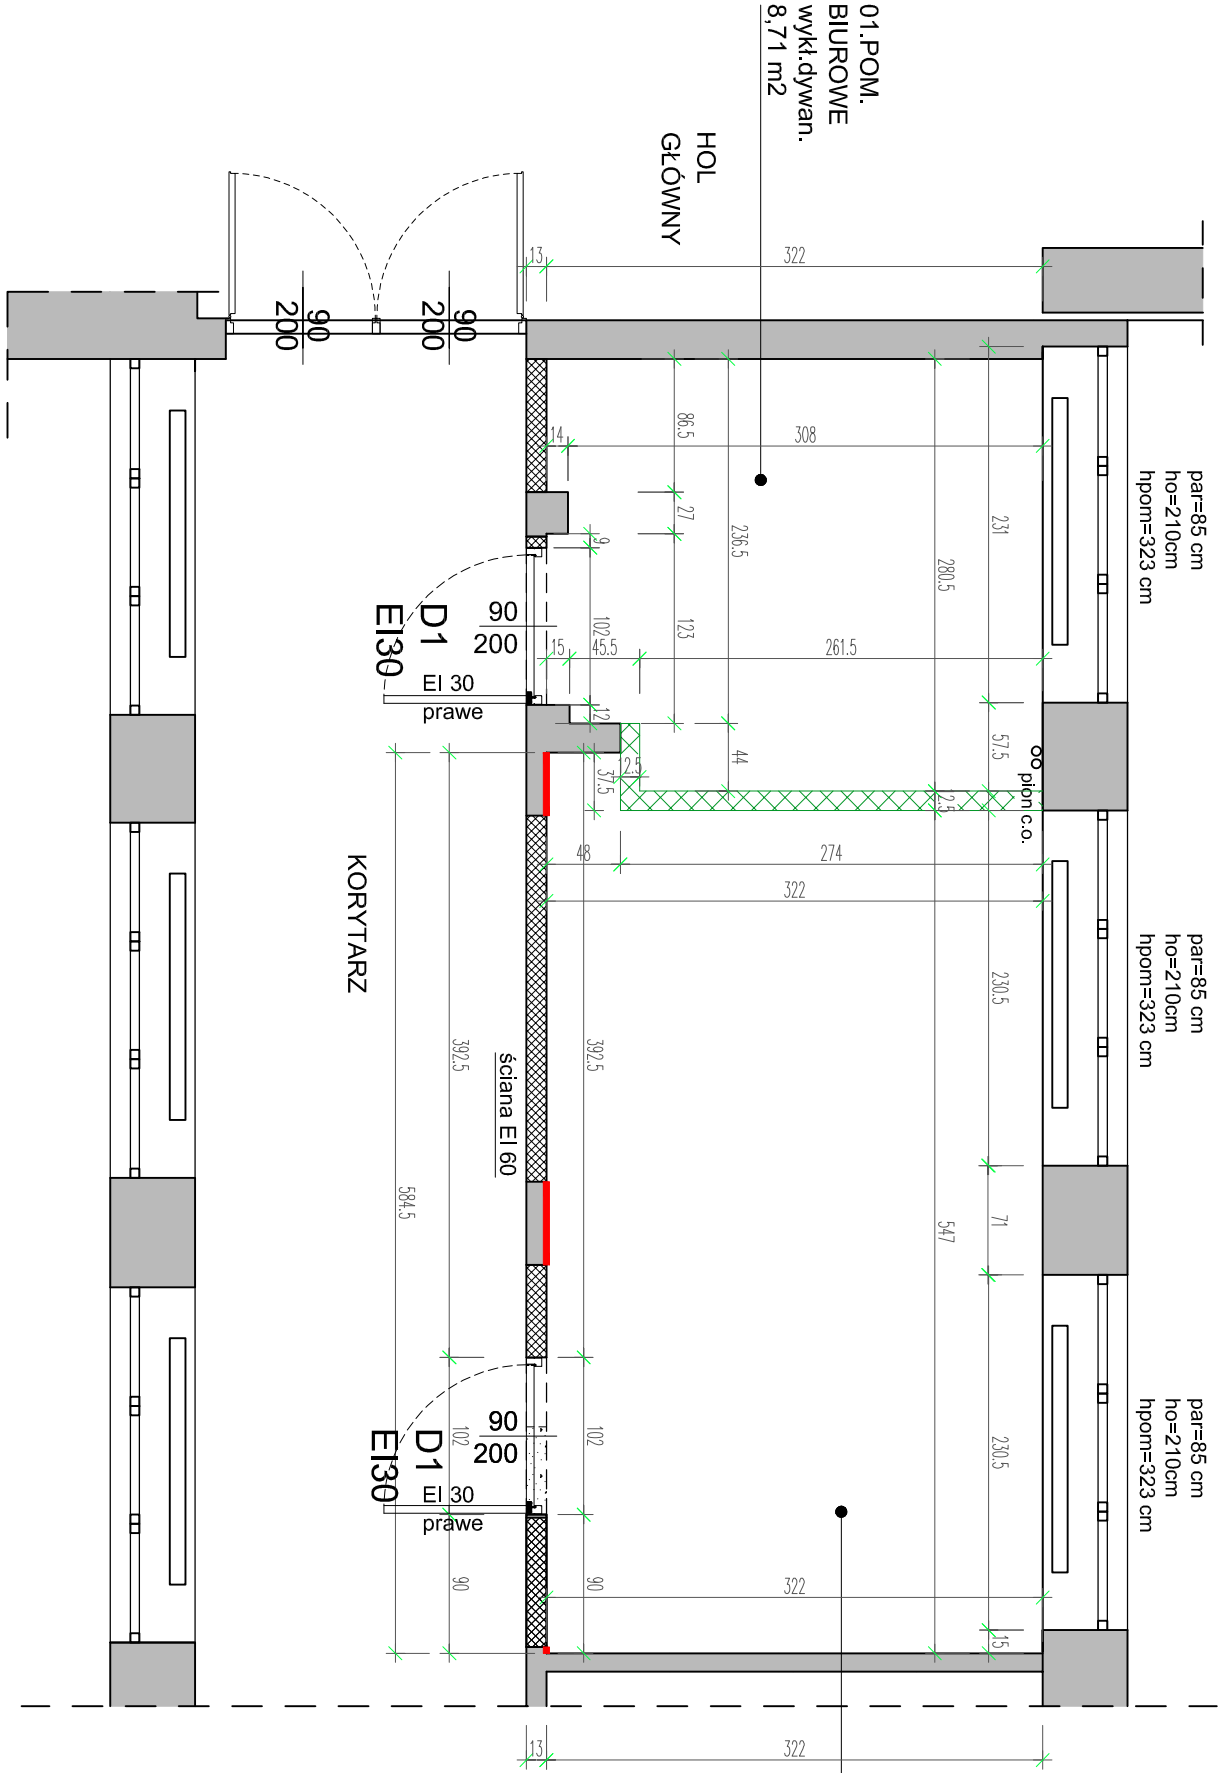 01.POM.
BIUROWE
wykł.dywan.
8,71 m2
HOL
GŁÓWNY
13
322
90
200
90
200
par=85 cm
ho=210cm
hpom=323 cm
86.5
14
308
27
236.5
231
280.5
9
102
123
15
45.5
261.5
90
200
D1
EI30
EI 30
prawe
12
44
57.5
12.5
37.5
12.5
pion c.o.
48
274
322
KORYTARZ
par=85 cm
ho=210cm
hpom=323 cm
230.5
392.5
392.5
ściana EI 60
584.5
71
547
par=85 cm
ho=210cm
hpom=323 cm
230.5
90
200
D1
EI30
EI 30
prawe
102
102
90
90
322
15
13
322